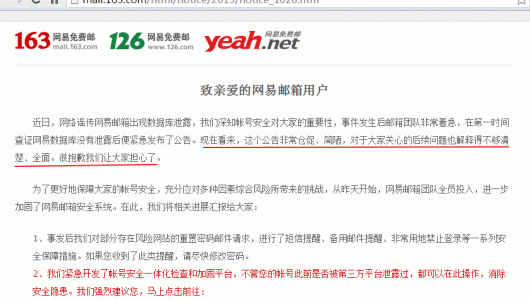 mail.163.com/html/notice/2015/notice_1020.htm
163 网易免费邮 126 网易免费邮 yeah.net 网易免费邮
mail.163.com www.126.com
致亲爱的网易邮箱用户
近日，网络谣传网易邮箱出现数据库泄露，我们深知帐号安全对大家的重要性，事件发生后邮箱团队非常着急，在第一时间
查证网易数据库没有泄露后便紧急发布了公告。现在看来，这个公告非常仓促、简陋，对于大家关心的后续问题也解释得不够清
楚、全面。很抱歉我们让大家担心了。
为了更好地保障大家的帐号安全，充分应对多种因素综合风险所带来的挑战，从昨天开始，网易邮箱团队全员投入，进一步
加固了网易邮箱安全系统。在此，我们将相关进展汇报给大家：
1、事发后我们对部分存在风险网站的重置密码邮件请求，进行了短信提醒、备用邮件提醒、非常用地禁止登录等一系列安
全保障措施。如果您收到了此类提醒，请尽快修改密码。
2、我们紧急开发了帐号安全一体化检查和加固平台，不管您的帐号此前是否被第三方平台泄露过，都可以在此操作，消除
安全隐患。我们强烈建议您，马上点击前往：